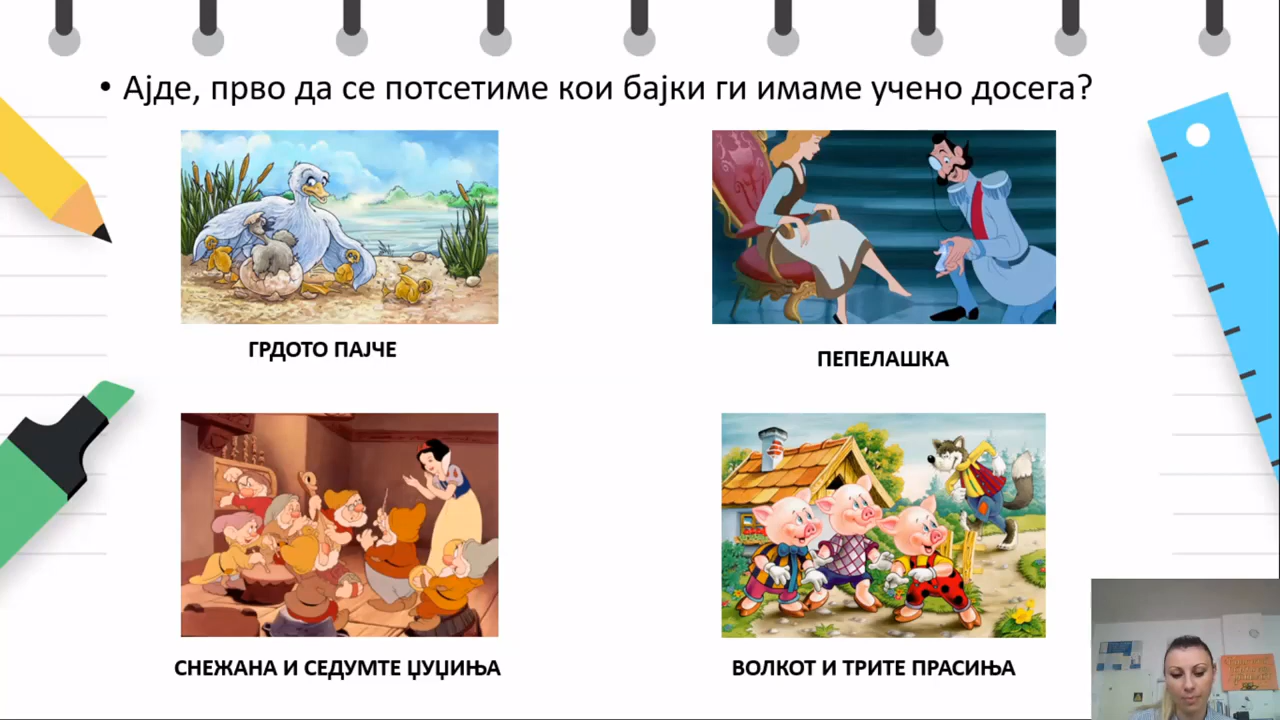 • Ајде, прво да се потсетиме кои бајки ги имаме учено досега?
ГРДОТО ПАЈЧЕ
ПЕПЕЛАШКА
СНЕЖАНА И СЕДУМТЕ ЏУЏИЊА
ВОЛКОТ И ТРИТЕ ПРАСИЊА